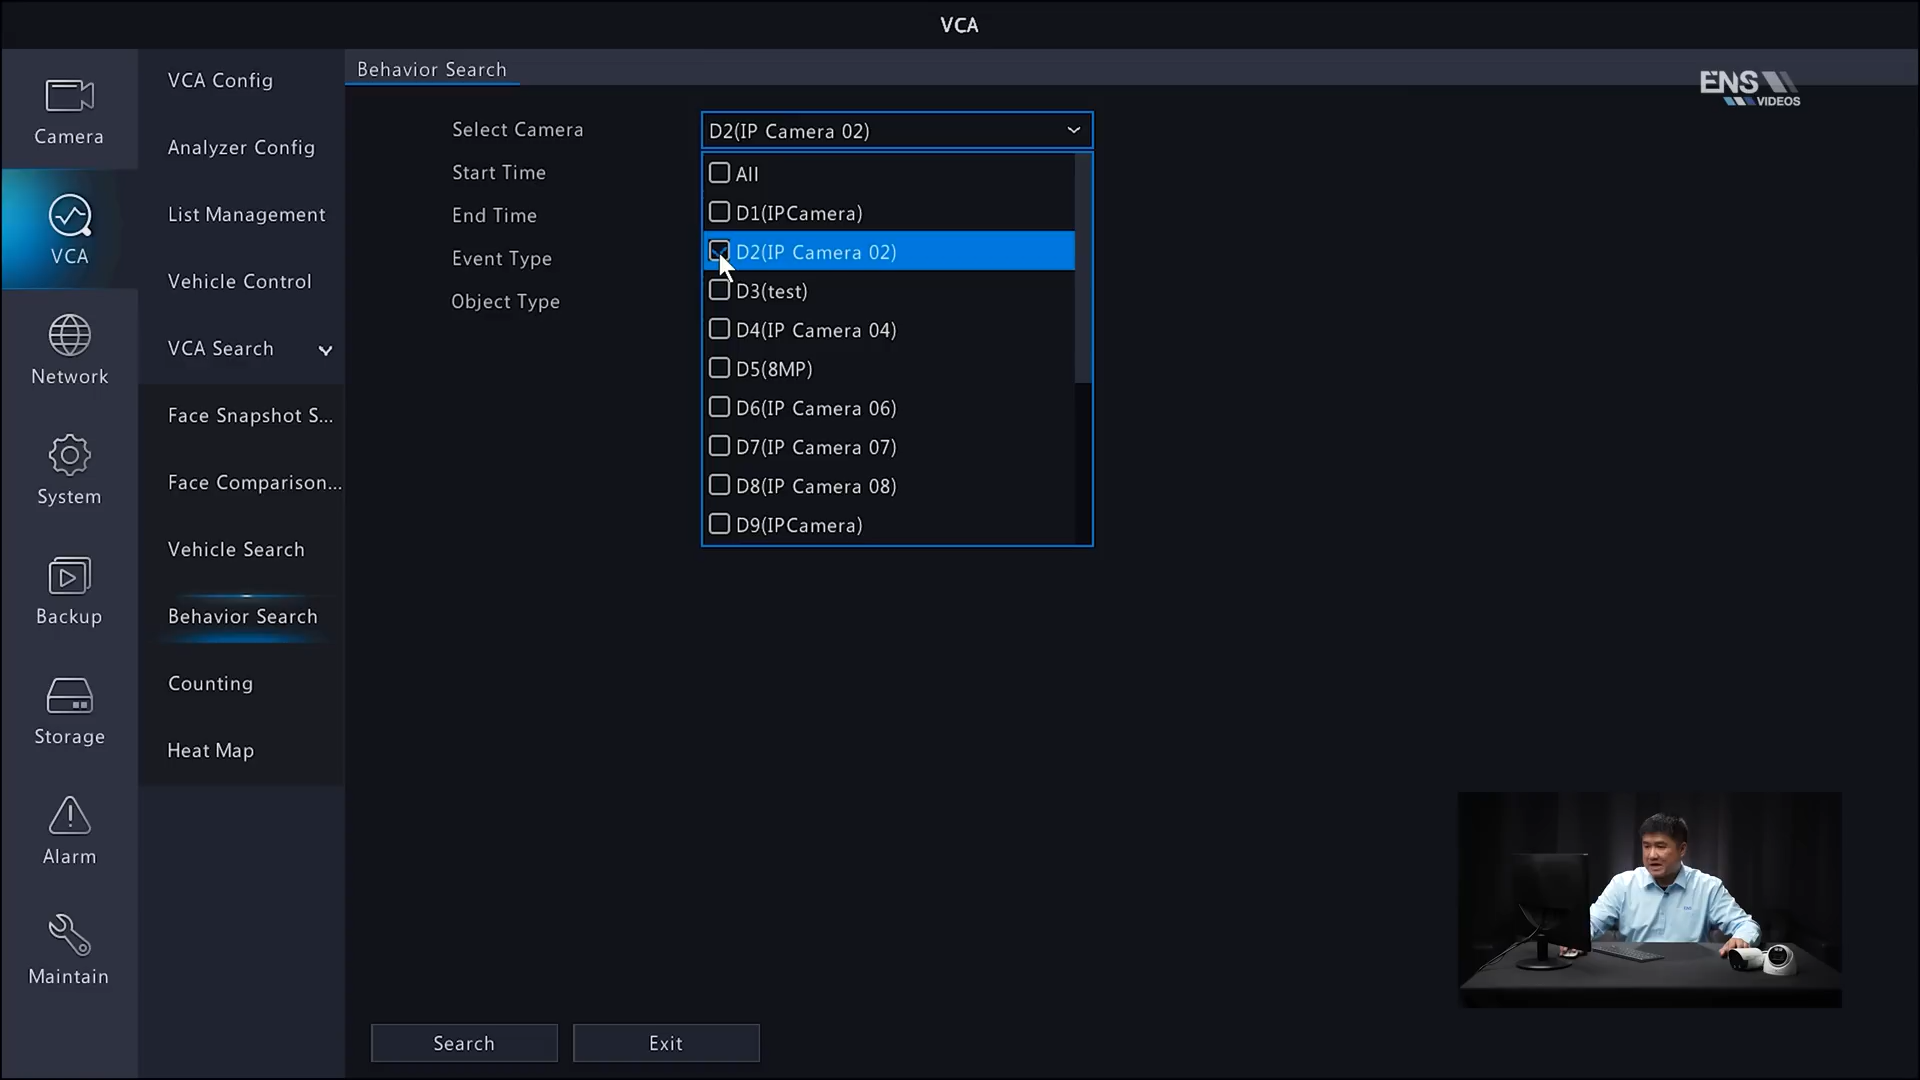 VCA
Camera
VCA
Network
System
Backup
Storage
Alarm
Maintain
VCA Config
Analyzer Config
List Management
Vehicle Control
VCA Search
Face Snapshot S...
Face Comparison...
Vehicle Search
Behavior Search
Counting
Heat Map
Behavior Search
ENS
VIDEOS
Select Camera
D2(IP Camera 02)
Start Time
End Time
Event Type
Object Type
All
D1(IPCamera)
D2(IP Camera 02)
D3(test)
D4(IP Camera 04)
D5(8MP)
D6(IP Camera 06)
D7(IP Camera 07)
D8(IP Camera 08)
D9(IPCamera)
Search
Exit